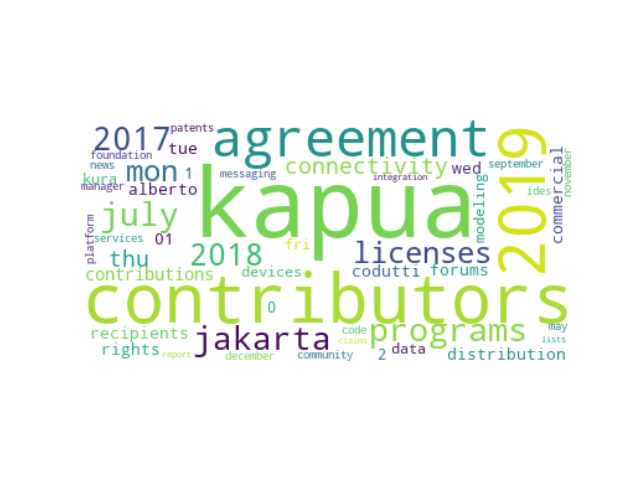 patents
2017
agreement
2019
tue
foundation
connectivity
wed
september
november
commercial
news
mon
1
messaging
kura
manager
alberto
integration
ides
modeling
kapua
july
platform
services
01
fri
2018
licenses
thu
contributions
devices
codutti
forums
contributors
0
recipients
jakarta
code
programs
may
claims
lists
rights
report
december
community
2
data
distribution